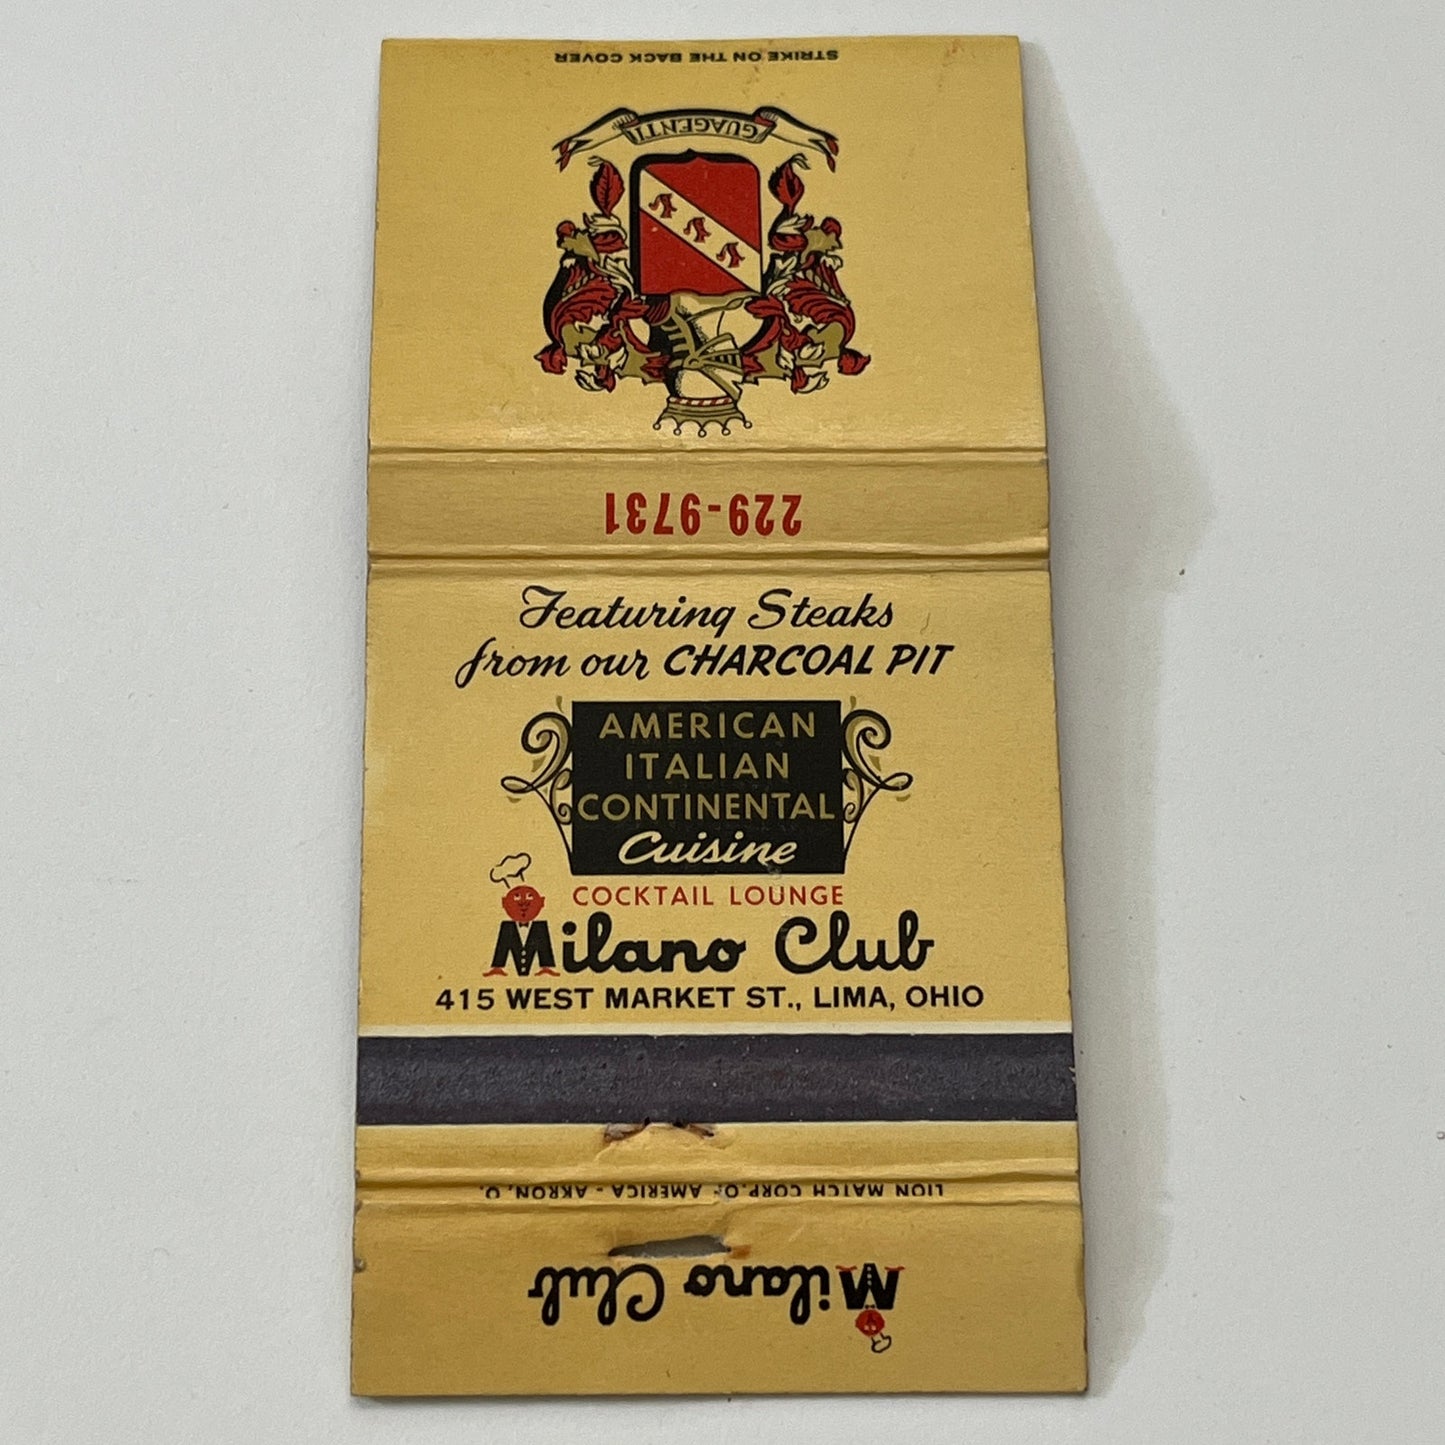 STRIKE ON THE BACK COVER
GUAGENTI
229-9731
Featuring Steaks
from our CHARCOAL PIT
AMERICAN
ITALIAN
CONTINENTAL
Cuisine
COCKTAIL LOUNGE
Milano Club
415 WEST MARKET ST., LIMA, OHIO
LION MATCH CORP. OF AMERICA - AKRON, O.
Milano Club